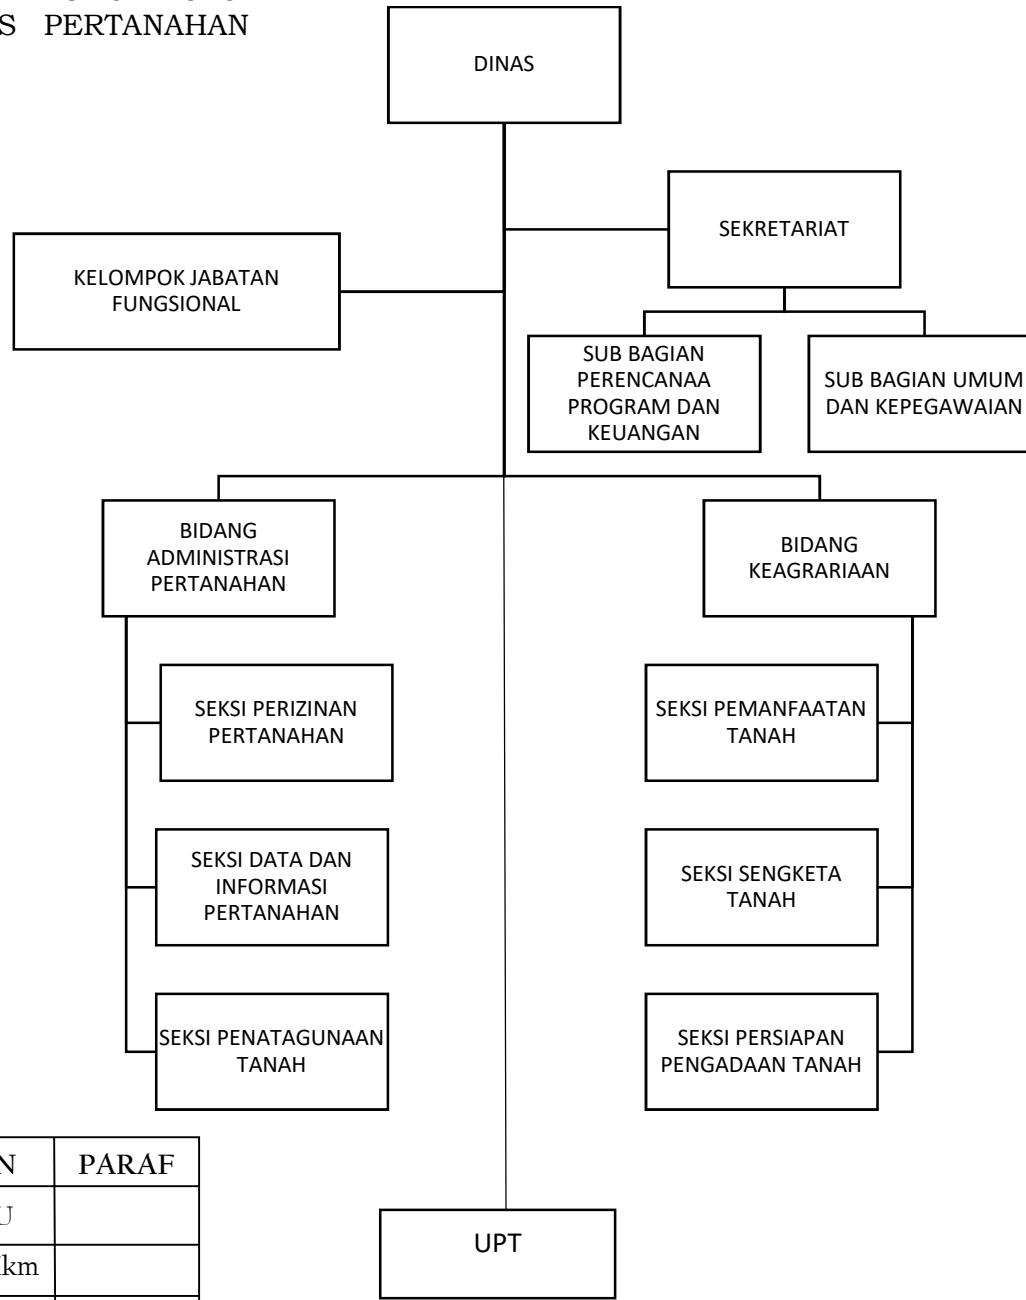 S PERTANAHAN
DINAS
SEKRETARIAT
KELOMPOK JABATAN
FUNGSIONAL
SUB BAGIAN
PERENCANAA
PROGRAM DAN
KEUANGAN
SUB BAGIAN UMUM
DAN KEPEGAWAIAN
BIDANG
ADMINISTRASI
PERTANAHAN
BIDANG
KEAGRARIAAN
SEKSI PERIZINAN
PERTANAHAN
SEKSI PEMANFAATAN
TANAH
SEKSI DATA DAN
INFORMASI
PERTANAHAN
SEKSI SENGKETA
TANAH
SEKSI PENATAGUNAAN
TANAH
SEKSI PERSIAPAN
PENGADAAN TANAH
N PARAF
U
km
UPT